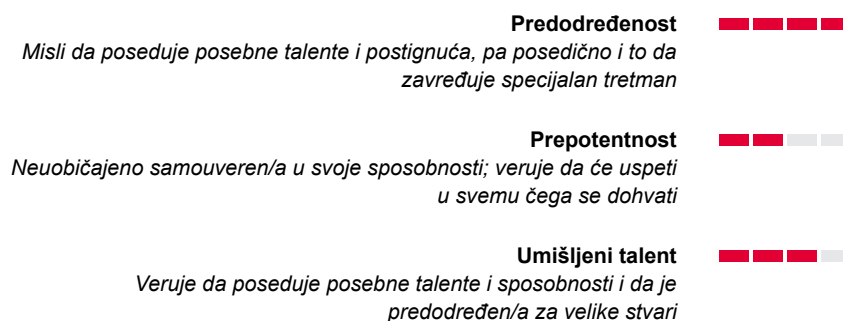 Predodređenost
Misli da poseduje posebne talente i postignuća, pa posedično i to da
zavređuje specijalan tretman
Prepotentnost
Neuobičajeno samouveren/a u svoje sposobnosti; veruje da će uspeti
u svemu čega se dohvati
Umišljeni talent
Veruje da poseduje posebne talente i sposobnosti i da je
predodređen/a za velike stvari